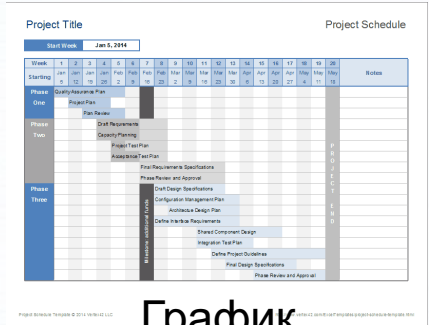 Project Title Project Schedule
Start Week Jan 5, 2014
Week 1 2 3 4 5 6 7 8 9 10 11 12 13 14 15 16 17 18 19 20
Starting Jan 5 Jan 12 Jan 19 Jan 26 Feb 2 Feb 9 Feb 16 Feb 23 Mar 2 Mar 9 Mar 16 Mar 23 Mar 30 Apr 6 Apr 13 Apr 20 Apr 27 May 4 May 11 May 18 Notes
Phase One Quality Assurance Plan
Project Plan
Plan Review
Phase Two Draft Requirements
Capacity Planning
Project Test Plan
Acceptance Test Plan
Final Requirements Specifications
Phase Review and Approval
Phase Three Draft Design Specifications
Configuration Management Plan
Architecture Design Plan
Define Interface Requirements
Shared Component Design
Integration Test Plan
Define Project Guidelines
Final Design Specifications
Phase Review and Approval
Milestone: additional funds
PROJECT END
Project Schedule Template © 2014 Vertex42 LLC
График